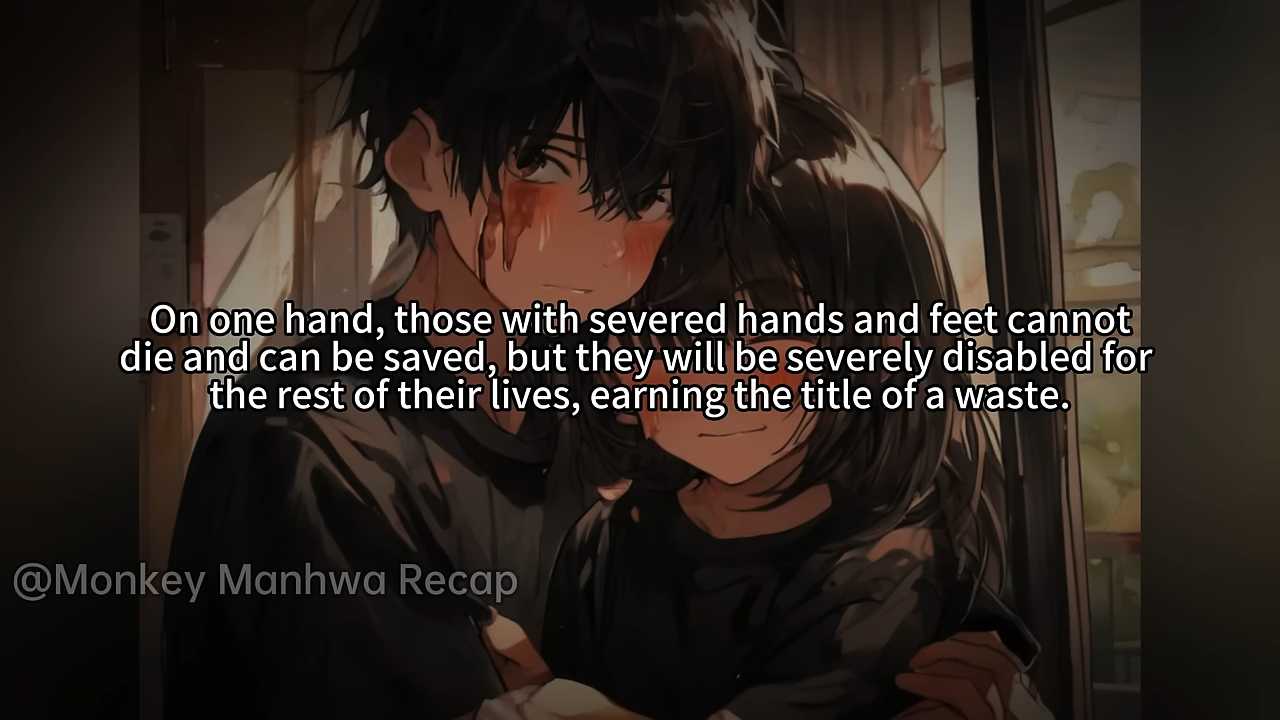 On one hand, those with severed hands and feet cannot
die and can be saved, but they will be severely disabled for
the rest of their lives, earning the title of a waste.
@Monkey Manhwa Recap